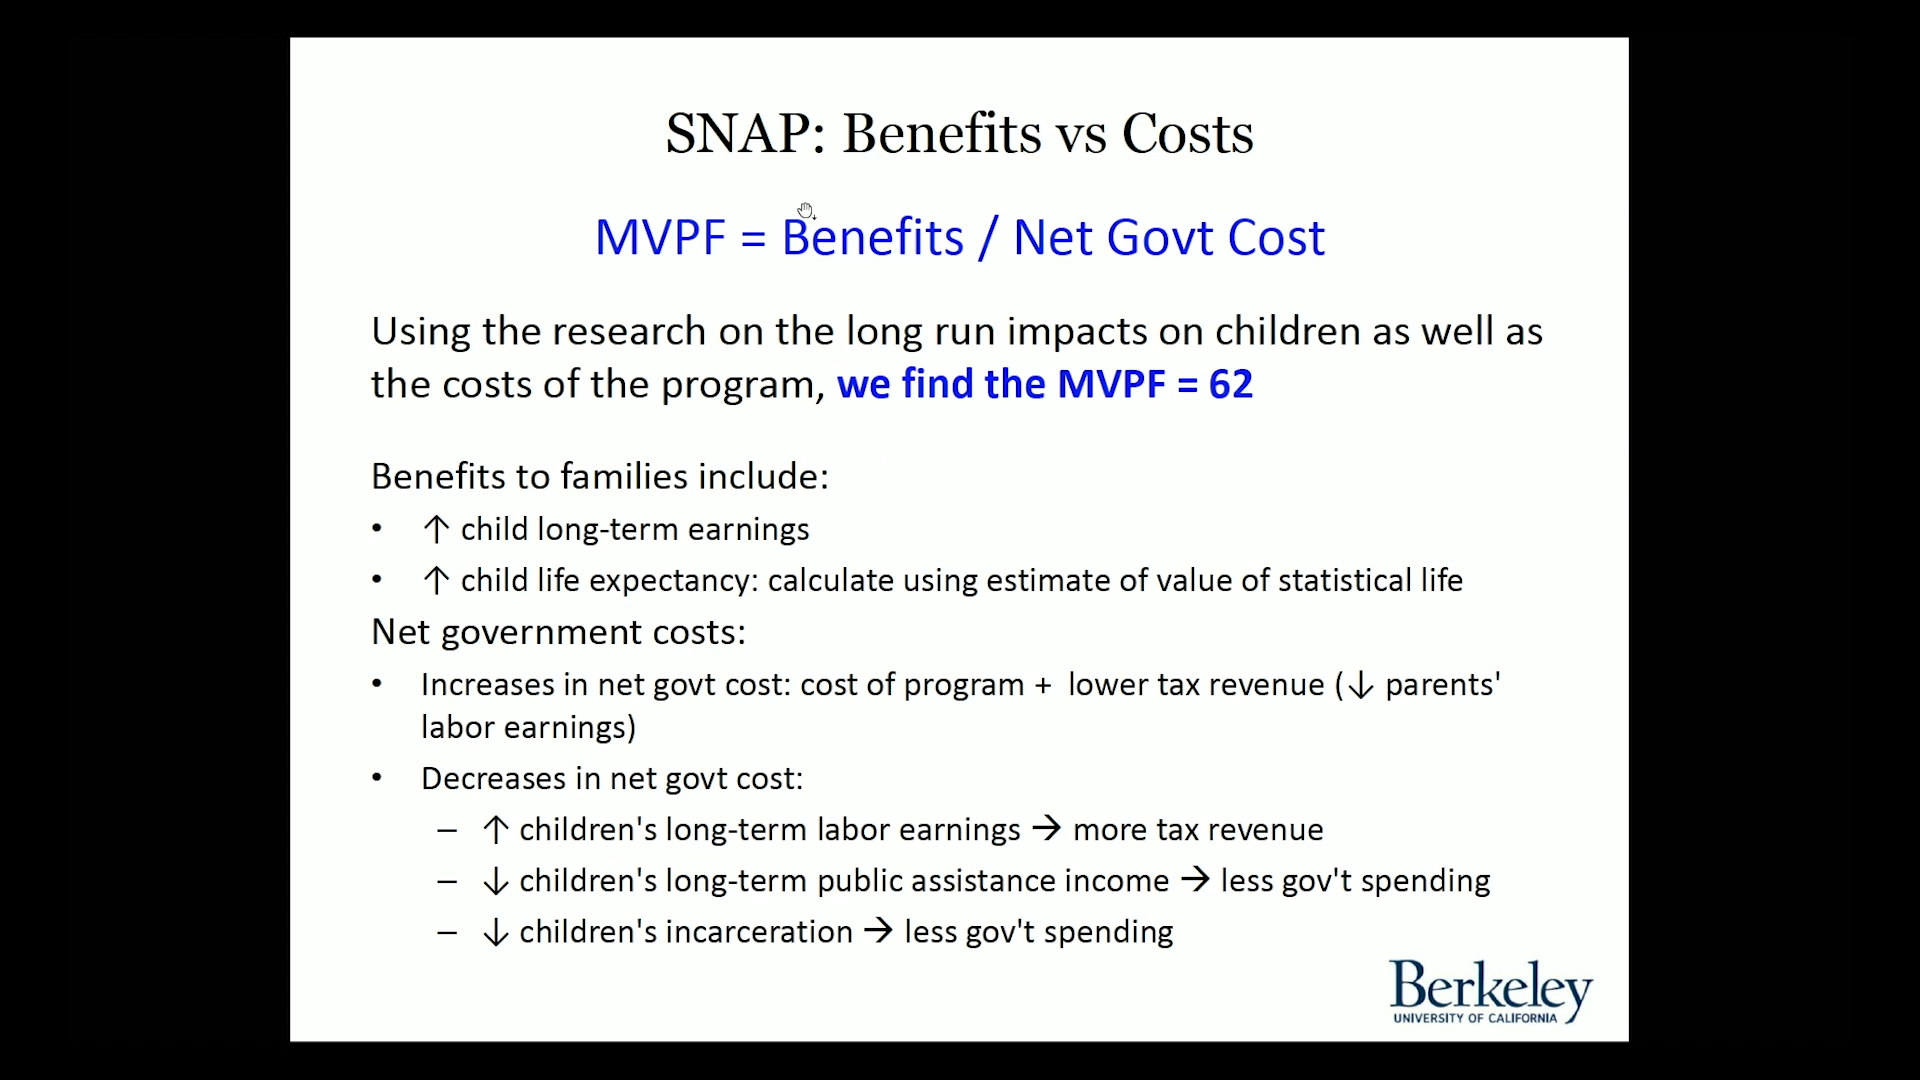 SNAP: Benefits vs Costs
MVPF = Benefits / Net Govt Cost
Using the research on the long run impacts on children as well as
the costs of the program, we find the MVPF = 62
Benefits to families include:
• ↑ child long-term earnings
• ↑ child life expectancy: calculate using estimate of value of statistical life
Net government costs:
• Increases in net govt cost: cost of program + lower tax revenue (↓ parents'
labor earnings)
• Decreases in net govt cost:
– ↑ children's long-term labor earnings → more tax revenue
– ↓ children's long-term public assistance income → less gov't spending
– ↓ children's incarceration → less gov't spending
Berkeley
UNIVERSITY OF CALIFORNIA